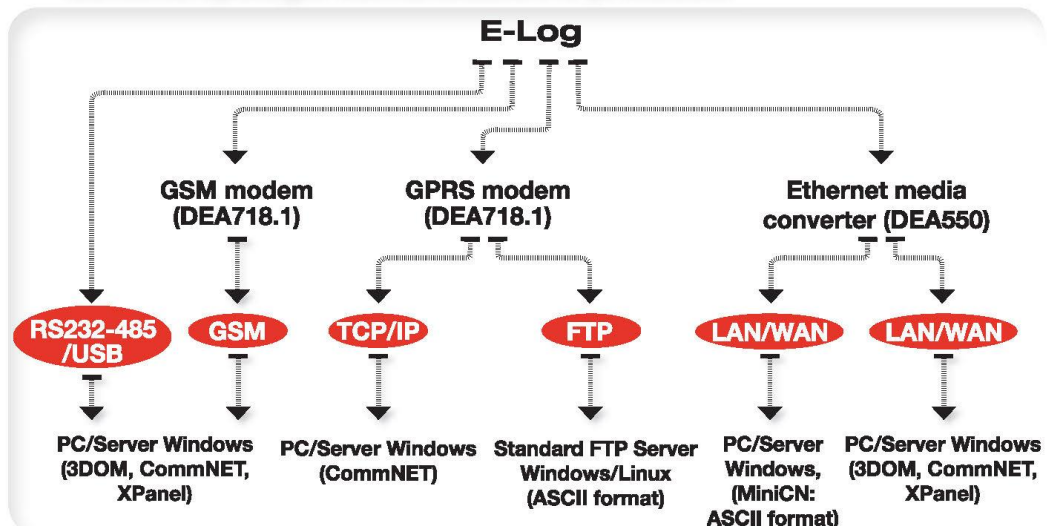 E-Log
GSM modem
(DEA718.1)
GPRS modem
(DEA718.1)
Ethernet media
converter (DEA550)
RS232-485
/USB
GSM
TCP/IP
FTP
LAN/WAN
LAN/WAN
PC/Server Windows
(3DOM, CommNET,
XPanel)
PC/Server Windows
(CommNET)
Standard FTP Server
Windows/Linux
(ASCII format)
PC/Server
Windows,
(MiniCN:
ASCII format)
PC/Server Windows
(3DOM, CommNET,
XPanel)